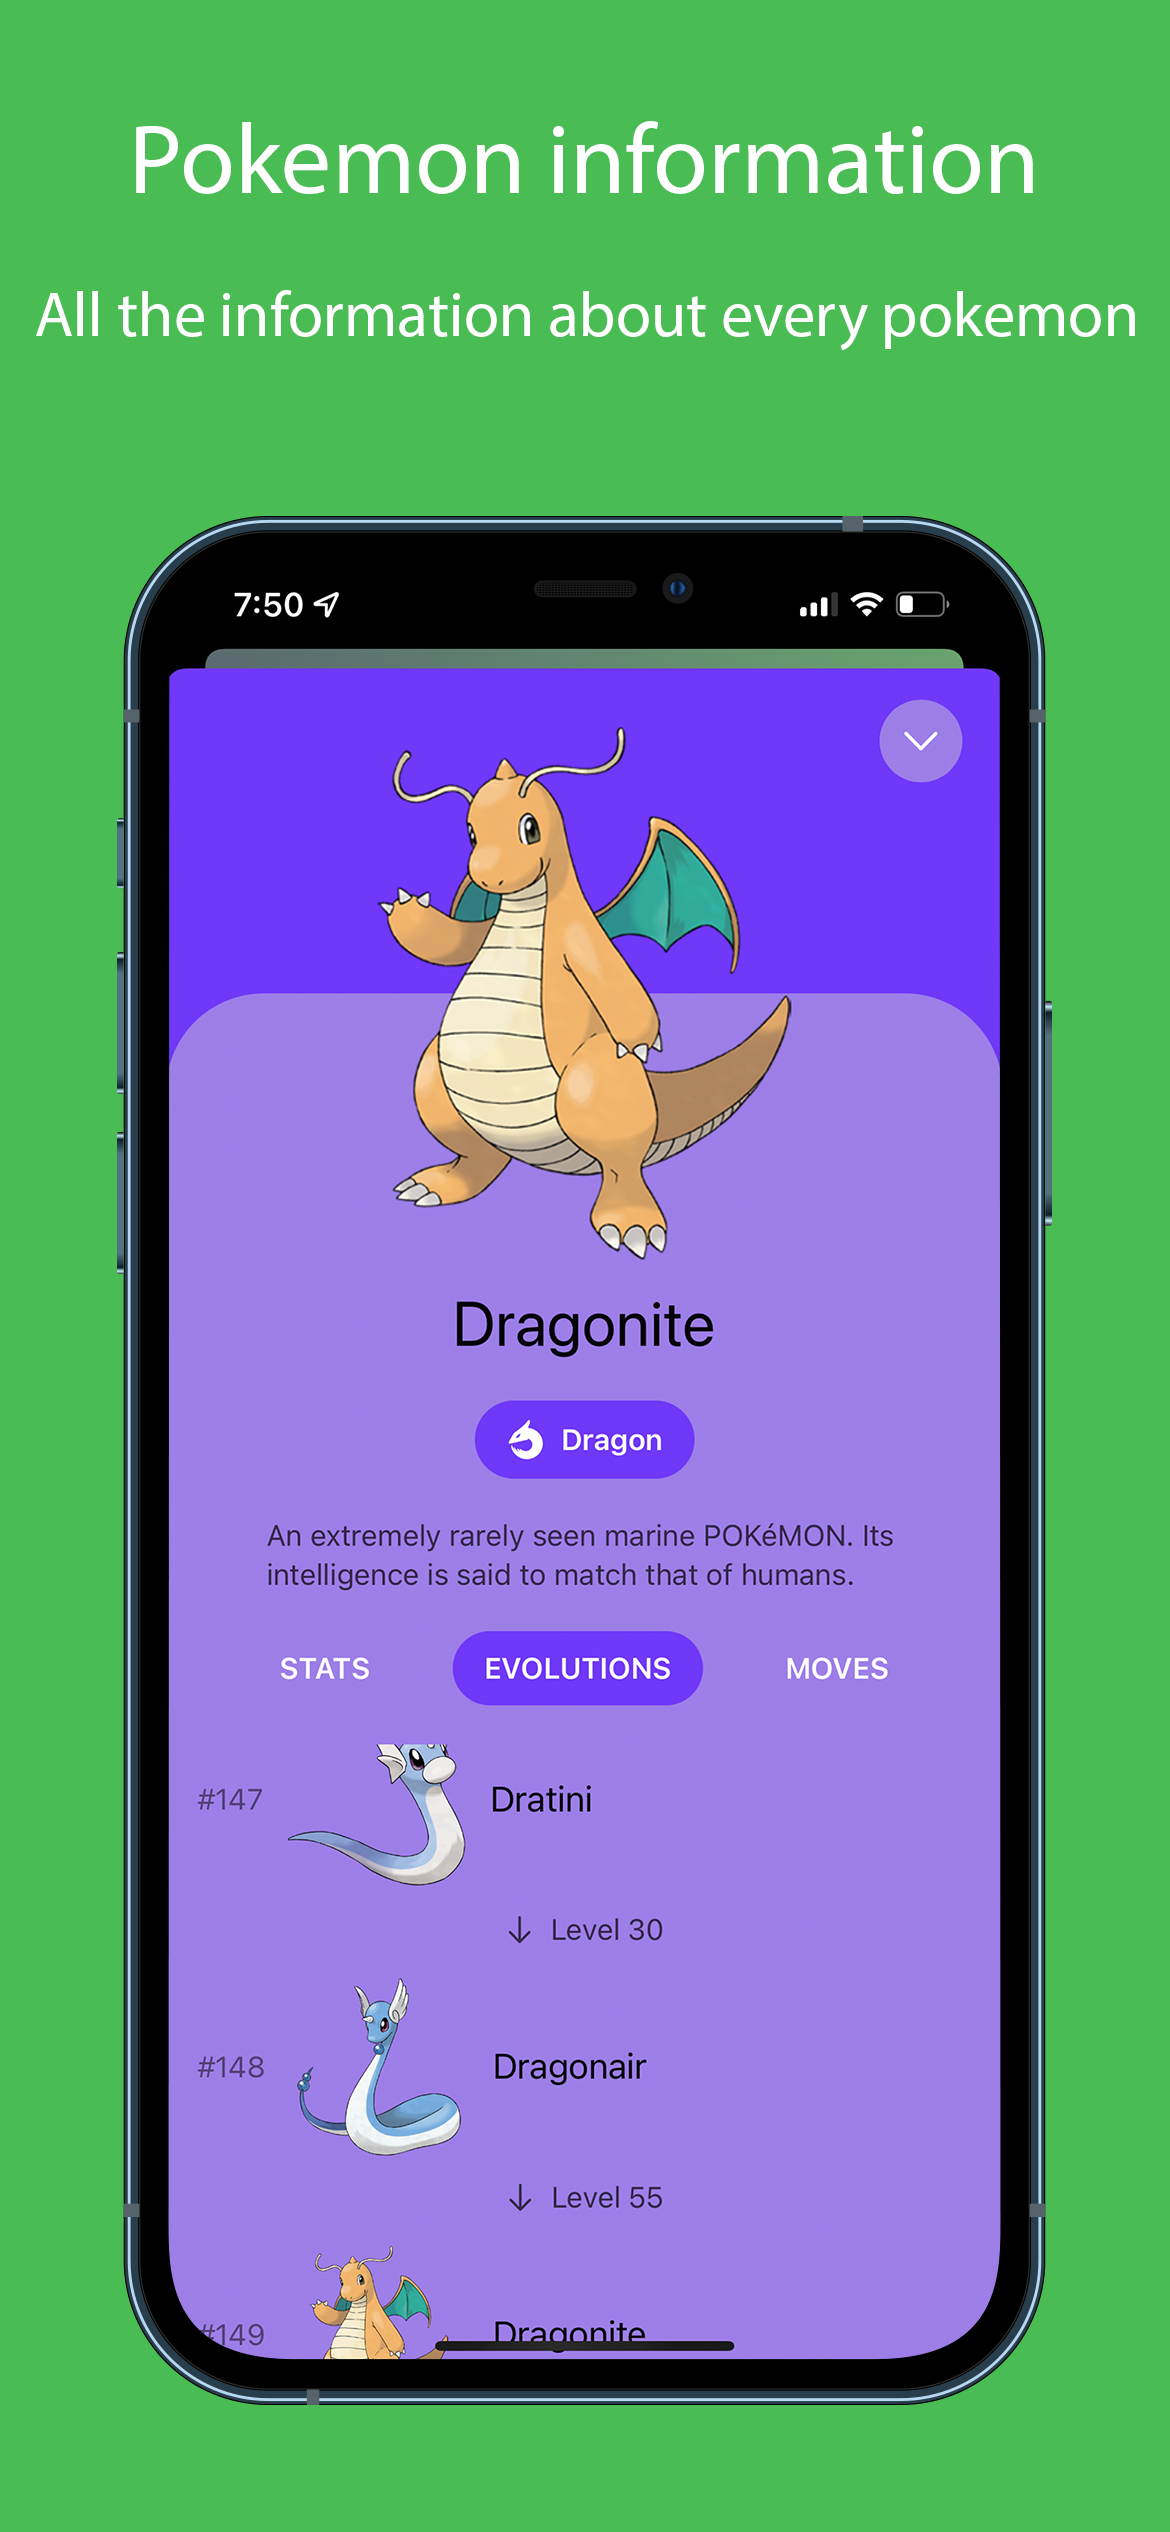 Pokemon information
All the information about every pokemon
7:50
Dragonite
Dragon
An extremely rarely seen marine POKéMON. Its
intelligence is said to match that of humans.
STATS EVOLUTIONS MOVES
#147 Dratini
↓ Level 30
#148 Dragonair
↓ Level 55
#149 Dragonite